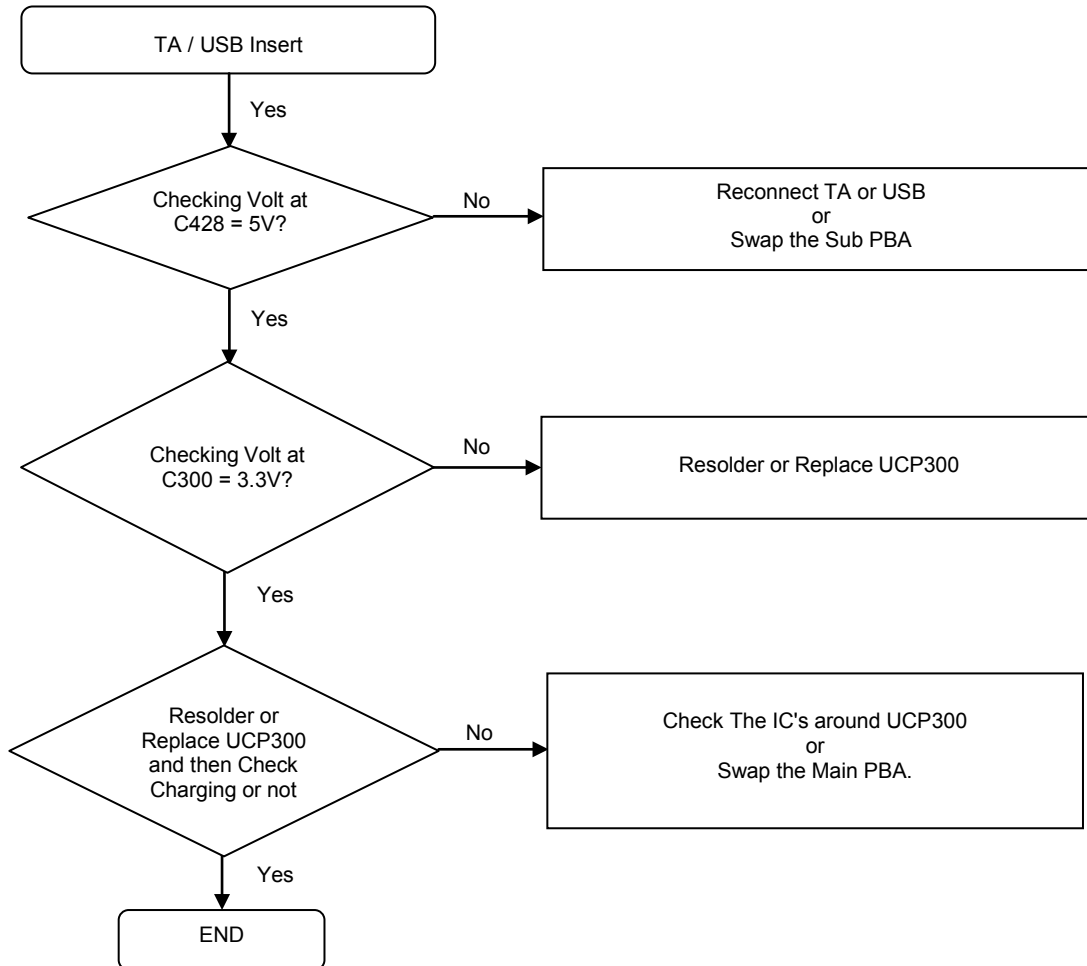 TA / USB Insert
Yes
Checking Volt at
C428 = 5V?
No
Reconnect TA or USB
or
Swap the Sub PBA
Yes
Checking Volt at
C300 = 3.3V?
No
Resolder or Replace UCP300
Yes
Resolder or
Replace UCP300
and then Check
Charging or not
No
Check The IC's around UCP300
or
Swap the Main PBA.
Yes
END